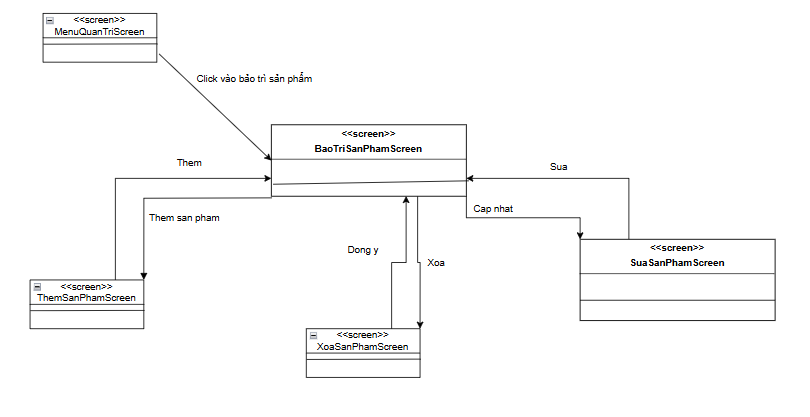 <<screen>>
MenuQuanTriScreen
Click vào bảo trì sản phẩm
<<screen>>
BaoTriSanPhamScreen
Them
Sua
Them san pham
Cap nhat
Dong y
Xoa
<<screen>>
SuaSanPhamScreen
<<screen>>
ThemSanPhamScreen
<<screen>>
XoaSanPhamScreen